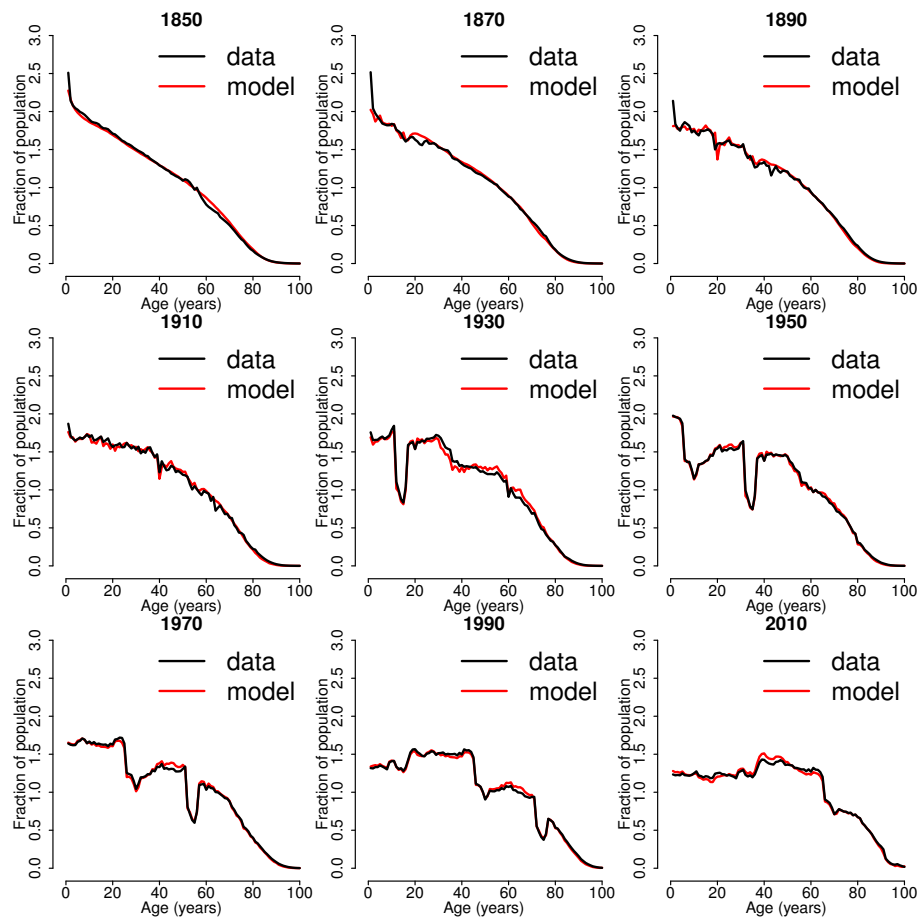 1850
Fraction of population
0.0 0.5 1.0 1.5 2.0 2.5 3.0
data
model
0 20 40 60 80 100
Age (years)
1870
Fraction of population
0.0 0.5 1.0 1.5 2.0 2.5 3.0
data
model
0 20 40 60 80 100
Age (years)
1890
Fraction of population
0.0 0.5 1.0 1.5 2.0 2.5 3.0
data
model
0 20 40 60 80 100
Age (years)
1910
Fraction of population
0.0 0.5 1.0 1.5 2.0 2.5 3.0
data
model
0 20 40 60 80 100
Age (years)
1930
Fraction of population
0.0 0.5 1.0 1.5 2.0 2.5 3.0
data
model
0 20 40 60 80 100
Age (years)
1950
Fraction of population
0.0 0.5 1.0 1.5 2.0 2.5 3.0
data
model
0 20 40 60 80 100
Age (years)
1970
Fraction of population
0.0 0.5 1.0 1.5 2.0 2.5 3.0
data
model
0 20 40 60 80 100
Age (years)
1990
Fraction of population
0.0 0.5 1.0 1.5 2.0 2.5 3.0
data
model
0 20 40 60 80 100
Age (years)
2010
Fraction of population
0.0 0.5 1.0 1.5 2.0 2.5 3.0
data
model
0 20 40 60 80 100
Age (years)